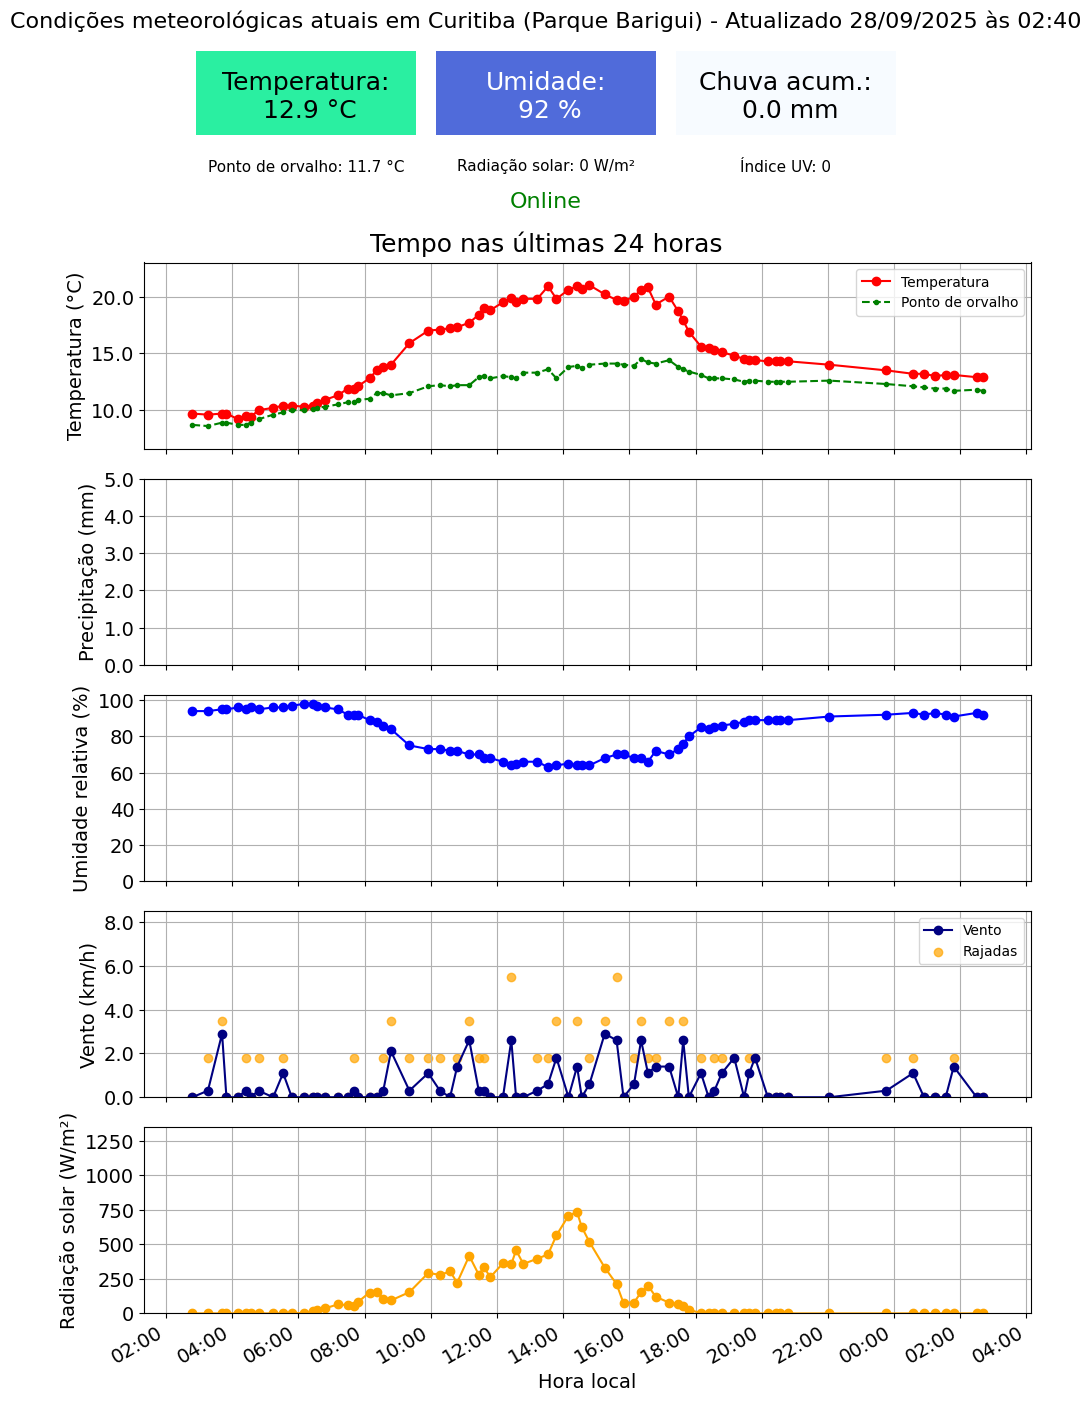 Condições meteorológicas atuais em Curitiba (Parque Barigui) - Atualizado 28/09/2025 às 02:40
Temperatura:
12.9 °C
Umidade:
92 %
Chuva acum.:
0.0 mm
Ponto de orvalho: 11.7 °C
Radiação solar: 0 W/m²
Índice UV: 0
Online
Tempo nas últimas 24 horas
Temperatura (°C)
20.0
15.0
10.0
Temperatura
Ponto de orvalho
Precipitação (mm)
5.0
4.0
3.0
2.0
1.0
0.0
Umidade relativa (%)
100
80
60
40
20
0
Vento (km/h)
8.0
6.0
4.0
2.0
0.0
Vento
Rajadas
Radiação solar (W/m²)
1250
1000
750
500
250
0
02:00
04:00
06:00
08:00
10:00
12:00
14:00
16:00
18:00
20:00
22:00
00:00
02:00
04:00
Hora local